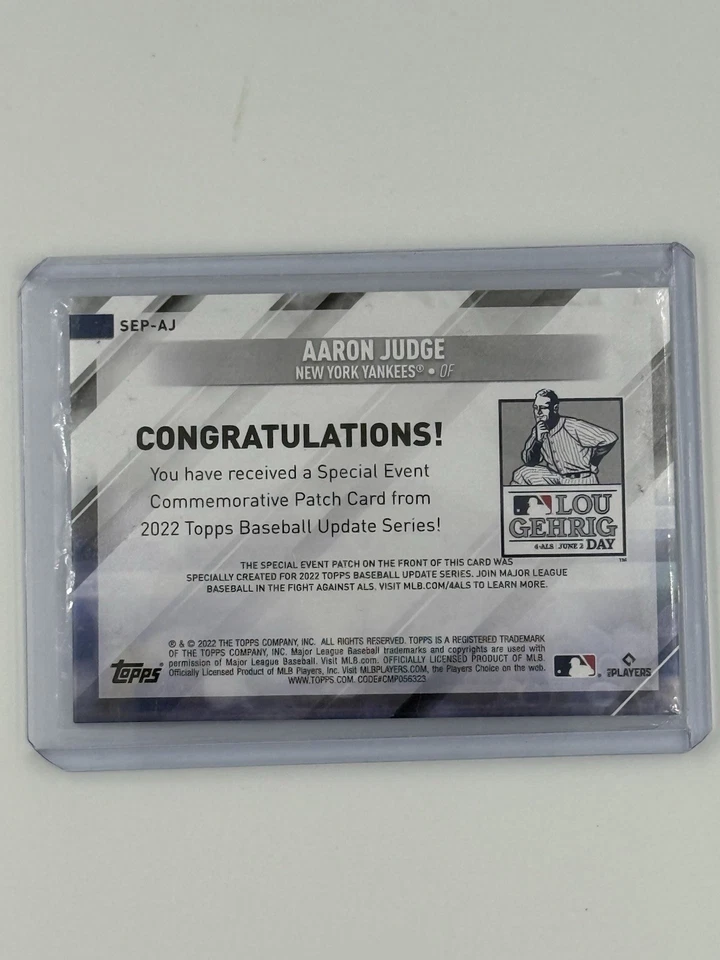 SEP-AJ
AARON JUDGE
NEW YORK YANKEES® • OF
CONGRATULATIONS!
You have received a Special Event
Commemorative Patch Card from
2022 Topps Baseball Update Series!
LOU
GEHRIG
4-ALS JUNE 2 DAY
TM
THE SPECIAL EVENT PATCH ON THE FRONT OF THIS CARD WAS
SPECIALLY CREATED FOR 2022 TOPPS BASEBALL UPDATE SERIES. JOIN MAJOR LEAGUE
BASEBALL IN THE FIGHT AGAINST ALS. VISIT MLB.COM/4ALS TO LEARN MORE.
® & © 2022 THE TOPPS COMPANY, INC. ALL RIGHTS RESERVED. TOPPS IS A REGISTERED TRADEMARK
OF THE TOPPS COMPANY, INC. Major League Baseball trademarks and copyrights are used with
permission of Major League Baseball. Visit MLB.com. OFFICIALLY LICENSED PRODUCT OF MLB.
Officially Licensed Product of MLB Players, Inc. Visit MLBPLAYERS.COM, the Players Choice on the web.
WWW.TOPPS.COM. CODE#CMP056323
Topps®
MLB PLAYERS